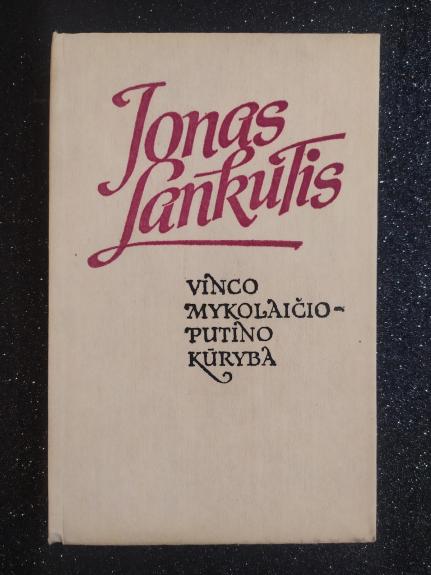 Jonas
Lankutis
VINCO
MYKOLAIČIO-
PUTINO
KŪRYBA